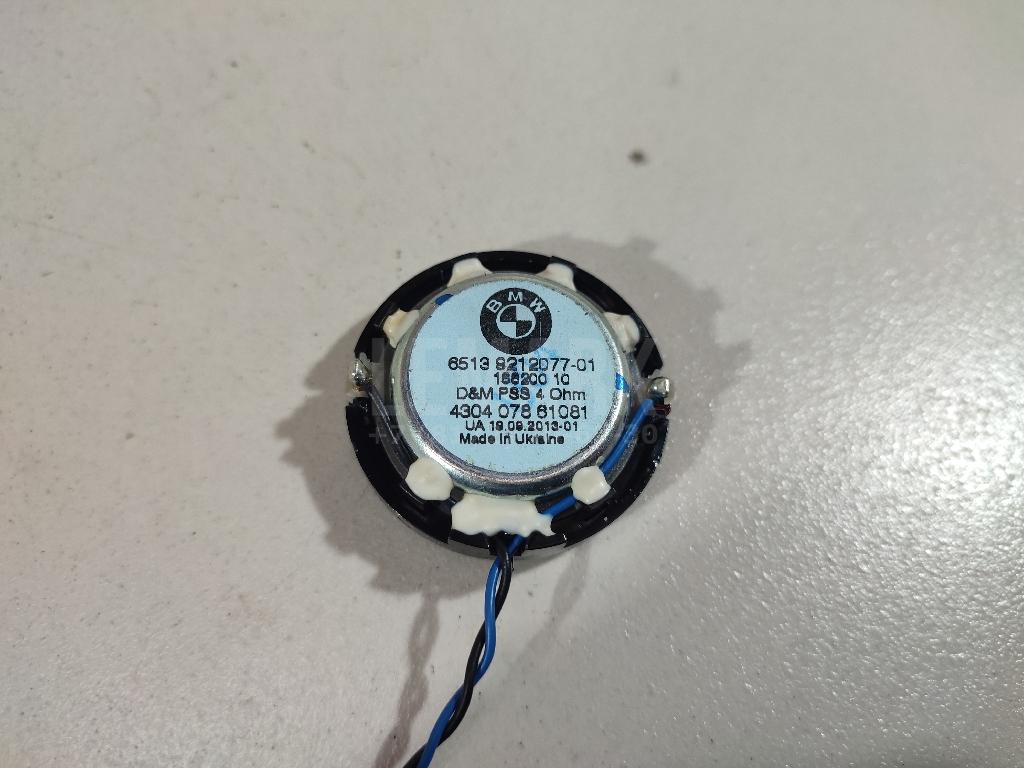 BMW
6513 9212077-01
186200 10
D&M PSS 4 Ohm
4304 078 61081
UA 19.09.2013-01
Made in Ukraine